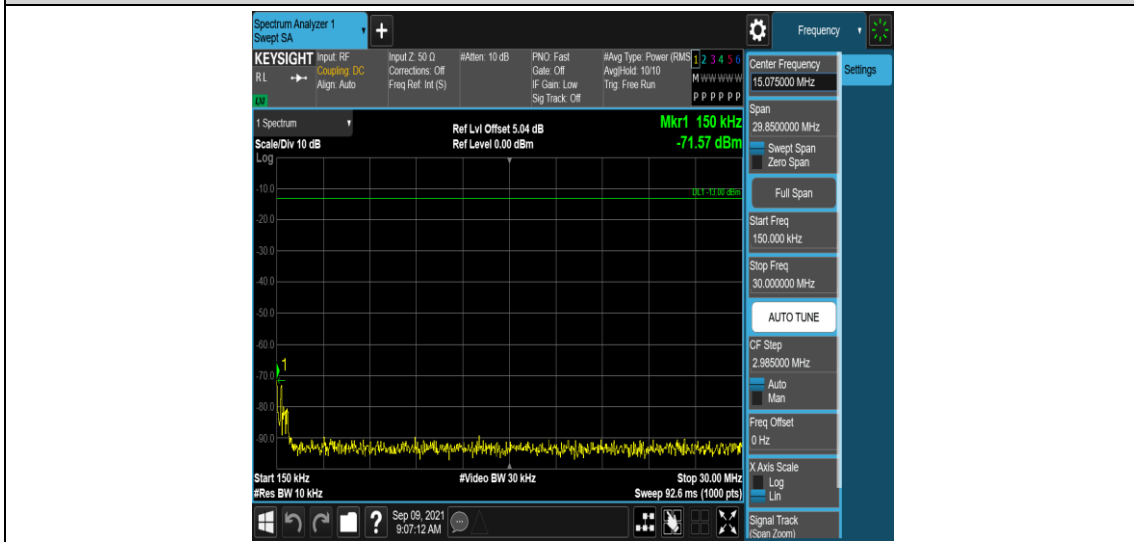 Spectrum Analyzer 1
Swept SA
+
Frequency
KEYSIGHT
RL
LXI
Input: RF
Coupling: DC
Align: Auto
Input Z: 50 Ω
Corrections: Off
Freq Ref: Int (S)
#Atten: 10 dB
PNO: Fast
Gate: Off
IF Gain: Low
Sig Track: Off
#Avg Type: Power (RMS
Avg|Hold: 10/10
Trig: Free Run
1 2 3 4 5 6
M W W W W W
P P P P P P
Center Frequency
15.075000 MHz
Settings
Span
29.8500000 MHz
Swept Span
Zero Span
Full Span
Start Freq
150.000 kHz
Stop Freq
30.000000 MHz
AUTO TUNE
CF Step
2.985000 MHz
Auto
Man
Freq Offset
0 Hz
X Axis Scale
Log
Lin
Signal Track
(Span Zoom)
1 Spectrum
Scale/Div 10 dB
Log
Ref Lvl Offset 5.04 dB
Ref Level 0.00 dBm
Mkr1 150 kHz
-71.57 dBm
DL1 -13.00 dBm
-10.0
-20.0
-30.0
-40.0
-50.0
-60.0
-70.0
-80.0
-90.0
1
Start 150 kHz
#Video BW 30 kHz
Stop 30.00 MHz
#Res BW 10 kHz
Sweep 92.6 ms (1000 pts)
?
Sep 09, 2021
9:07:12 AM